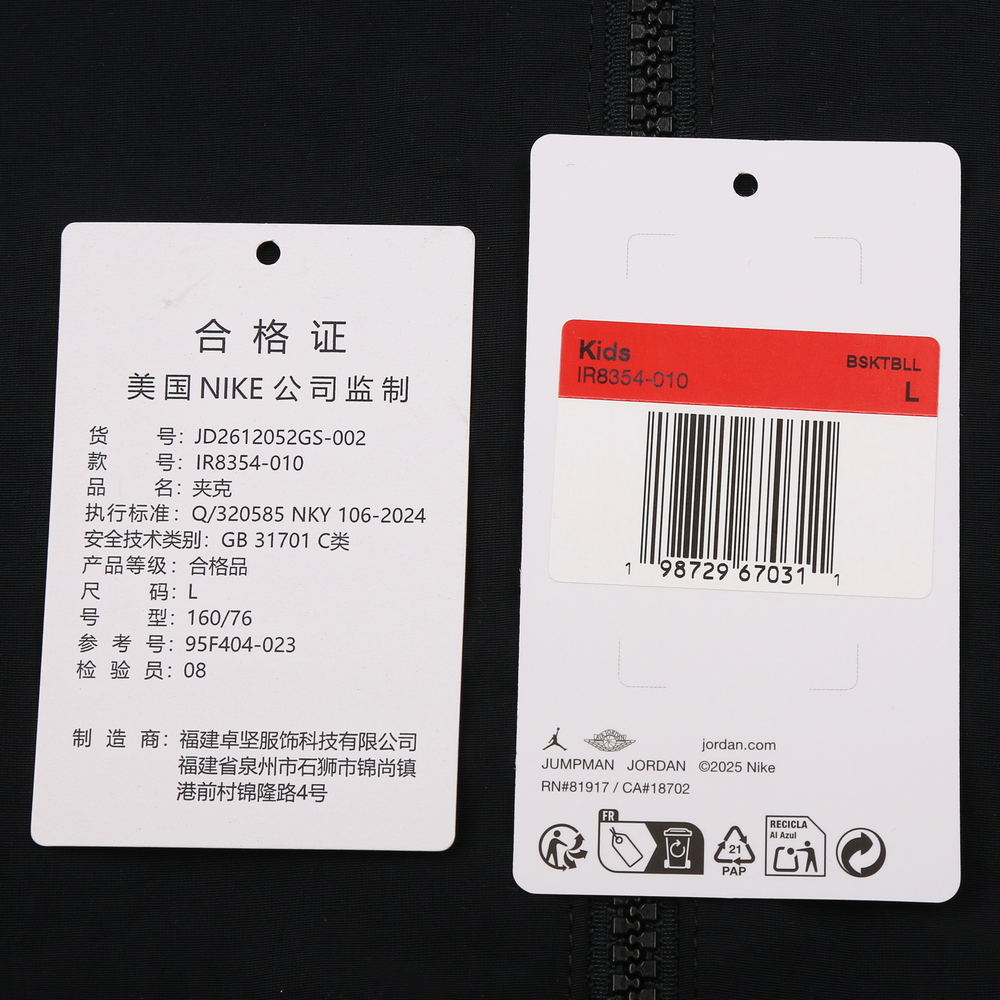 合格证
美国NIKE公司监制
货号：JD2612052GS-002
款号：IR8354-010
品名：夹克
执行标准：Q/320585 NKY 106-2024
安全技术类别：GB 31701 C类
产品等级：合格品
尺码：L
号型：160/76
参考号：95F404-023
检验员：08
制造商：福建卓坚服饰科技有限公司
福建省泉州市石狮市锦尚镇
港前村锦隆路4号
Kids
IR8354-010
BSKTBLL
L
1 98729 67031 1
AIR JORDAN
jordan.com
JUMPMAN JORDAN ©2025 Nike
RN#81917 / CA#18702
FR
21
PAP
RECICLA
Al Azul